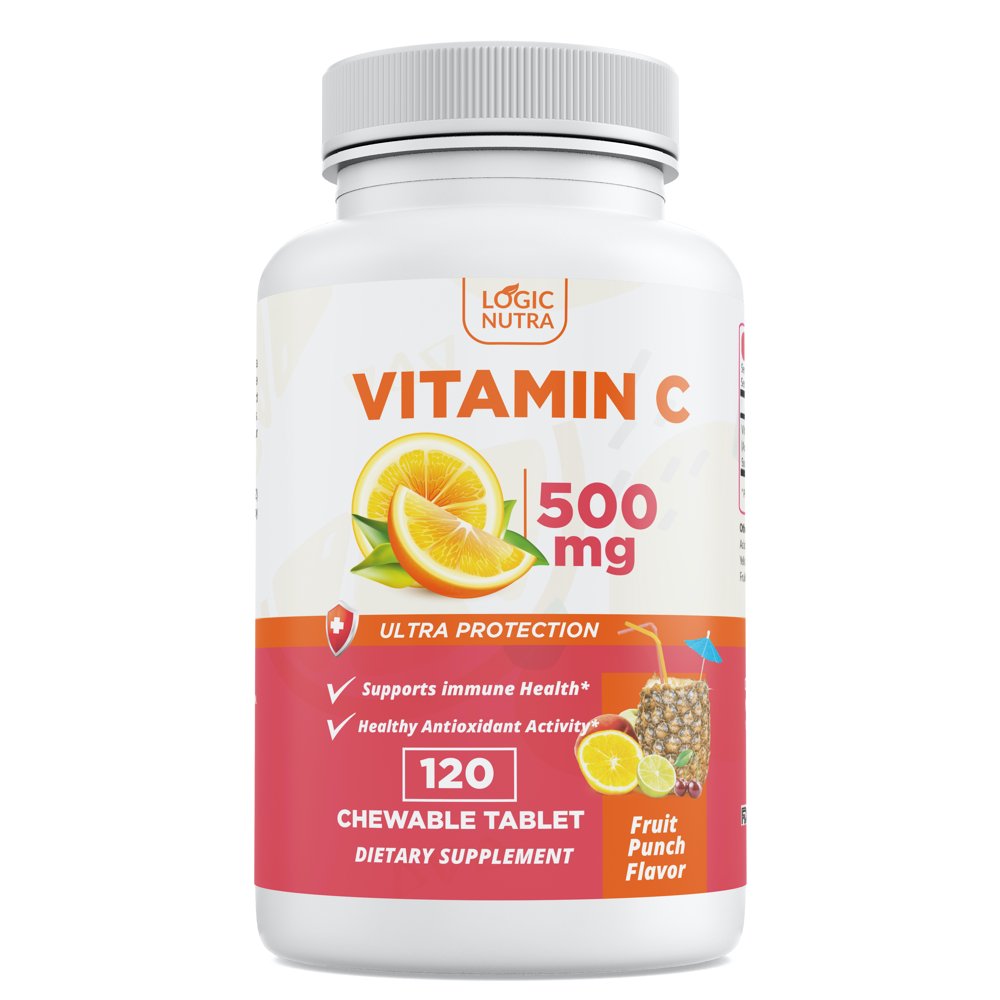 LOGIC
NUTRA
VITAMIN C
500
mg
ULTRA PROTECTION
Supports immune Health*
Healthy Antioxidant Activity*
120
CHEWABLE TABLET
DIETARY SUPPLEMENT
Fruit
Punch
Flavor